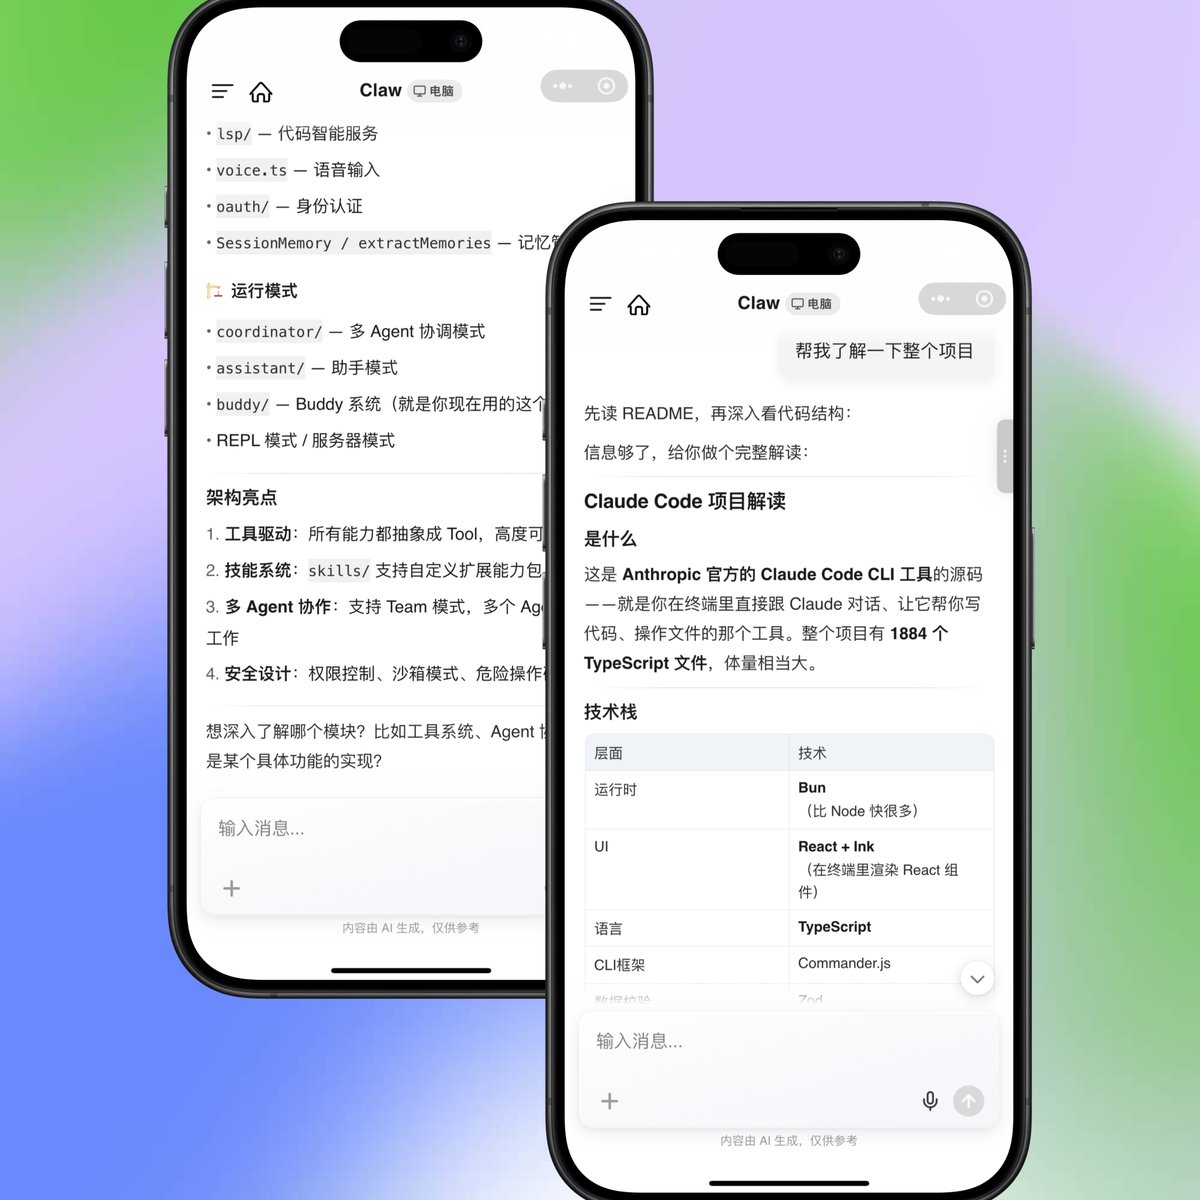 Claw 电脑
• lsp/ — 代码智能服务
• voice.ts — 语音输入
• oauth/ — 身份认证
• SessionMemory / extractMemories — 记忆
🏗️ 运行模式
• coordinator/ — 多 Agent 协调模式
• assistant/ — 助手模式
• buddy/ — Buddy 系统（就是你现在用的这个
• REPL 模式 / 服务器模式
架构亮点
1. 工具驱动：所有能力都抽象成 Tool，高度可
2. 技能系统：skills/ 支持自定义扩展能力包
3. 多 Agent 协作：支持 Team 模式，多个 Age
工作
4. 安全设计：权限控制、沙箱模式、危险操作
想深入了解哪个模块？比如工具系统、Agent
是某个具体功能的实现？
输入消息...
内容由 AI 生成，仅供参考
Claw 电脑
帮我了解一下整个项目
先读 README，再深入看代码结构：
信息够了，给你做个完整解读：
Claude Code 项目解读
是什么
这是 Anthropic 官方的 Claude Code CLI 工具的源码
——就是你在终端里直接跟 Claude 对话、让它帮你写
代码、操作文件的那个工具。整个项目有 1884 个
TypeScript 文件，体量相当大。
技术栈
层面 技术
运行时 Bun
（比 Node 快很多）
UI React + Ink
（在终端里渲染 React 组
件）
语言 TypeScript
CLI框架 Commander.js
数据校验 Zod
输入消息...
内容由 AI 生成，仅供参考